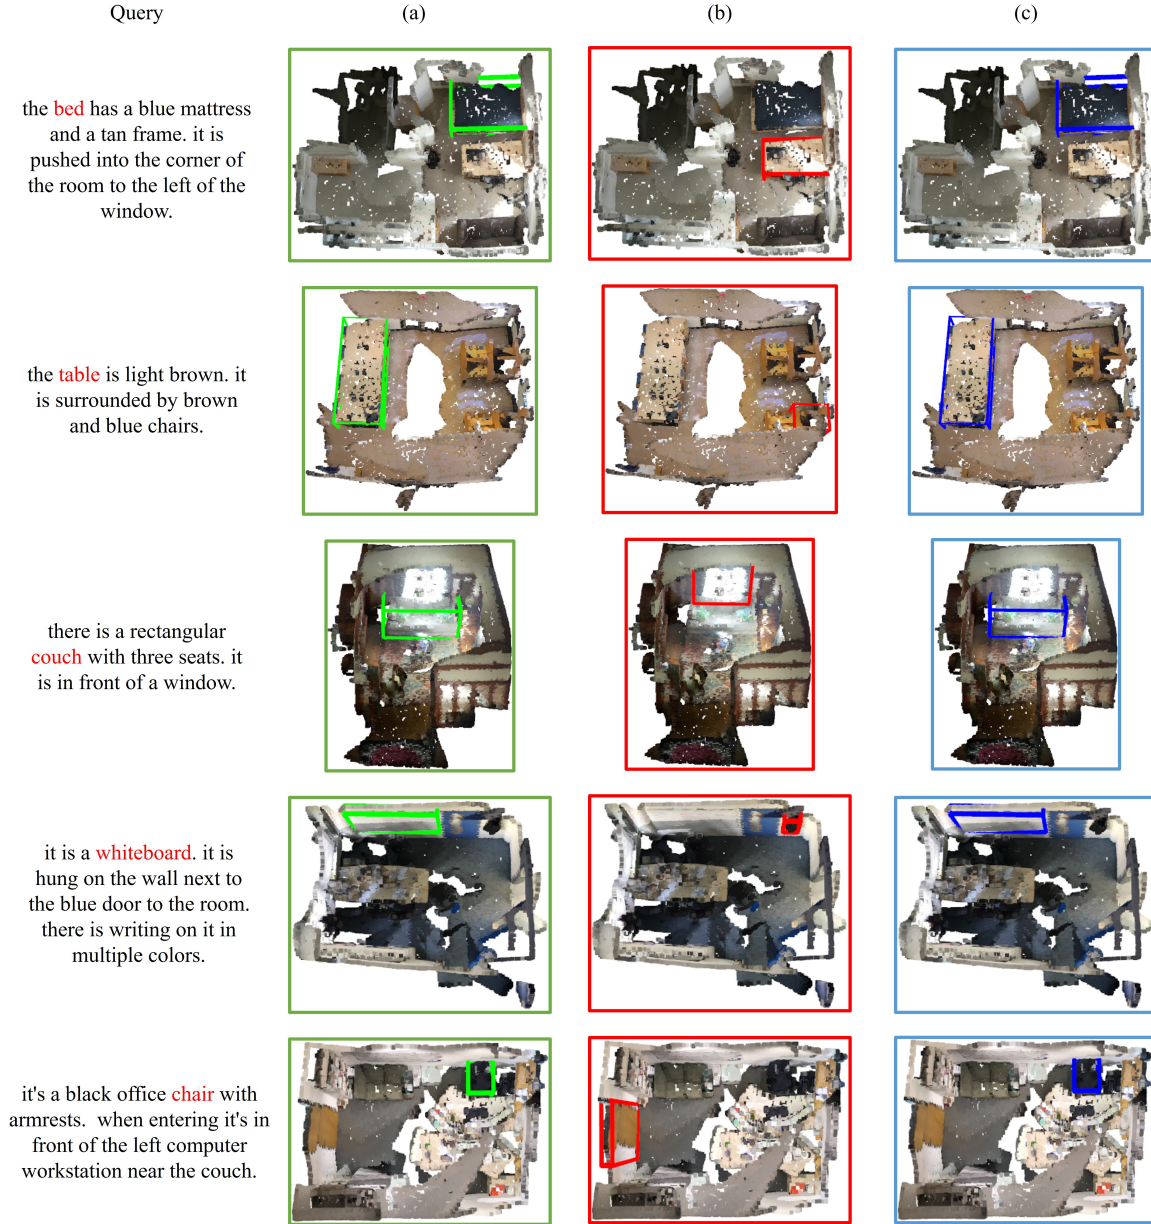 Query (a) (b) (c)
the bed has a blue mattress
and a tan frame. it is
pushed into the corner of
the room to the left of the
window.
the table is light brown. it
is surrounded by brown
and blue chairs.
there is a rectangular
couch with three seats. it
is in front of a window.
it is a whiteboard. it is
hung on the wall next to
the blue door to the room.
there is writing on it in
multiple colors.
it's a black office chair with
armrests. when entering it's in
front of the left computer
workstation near the couch.